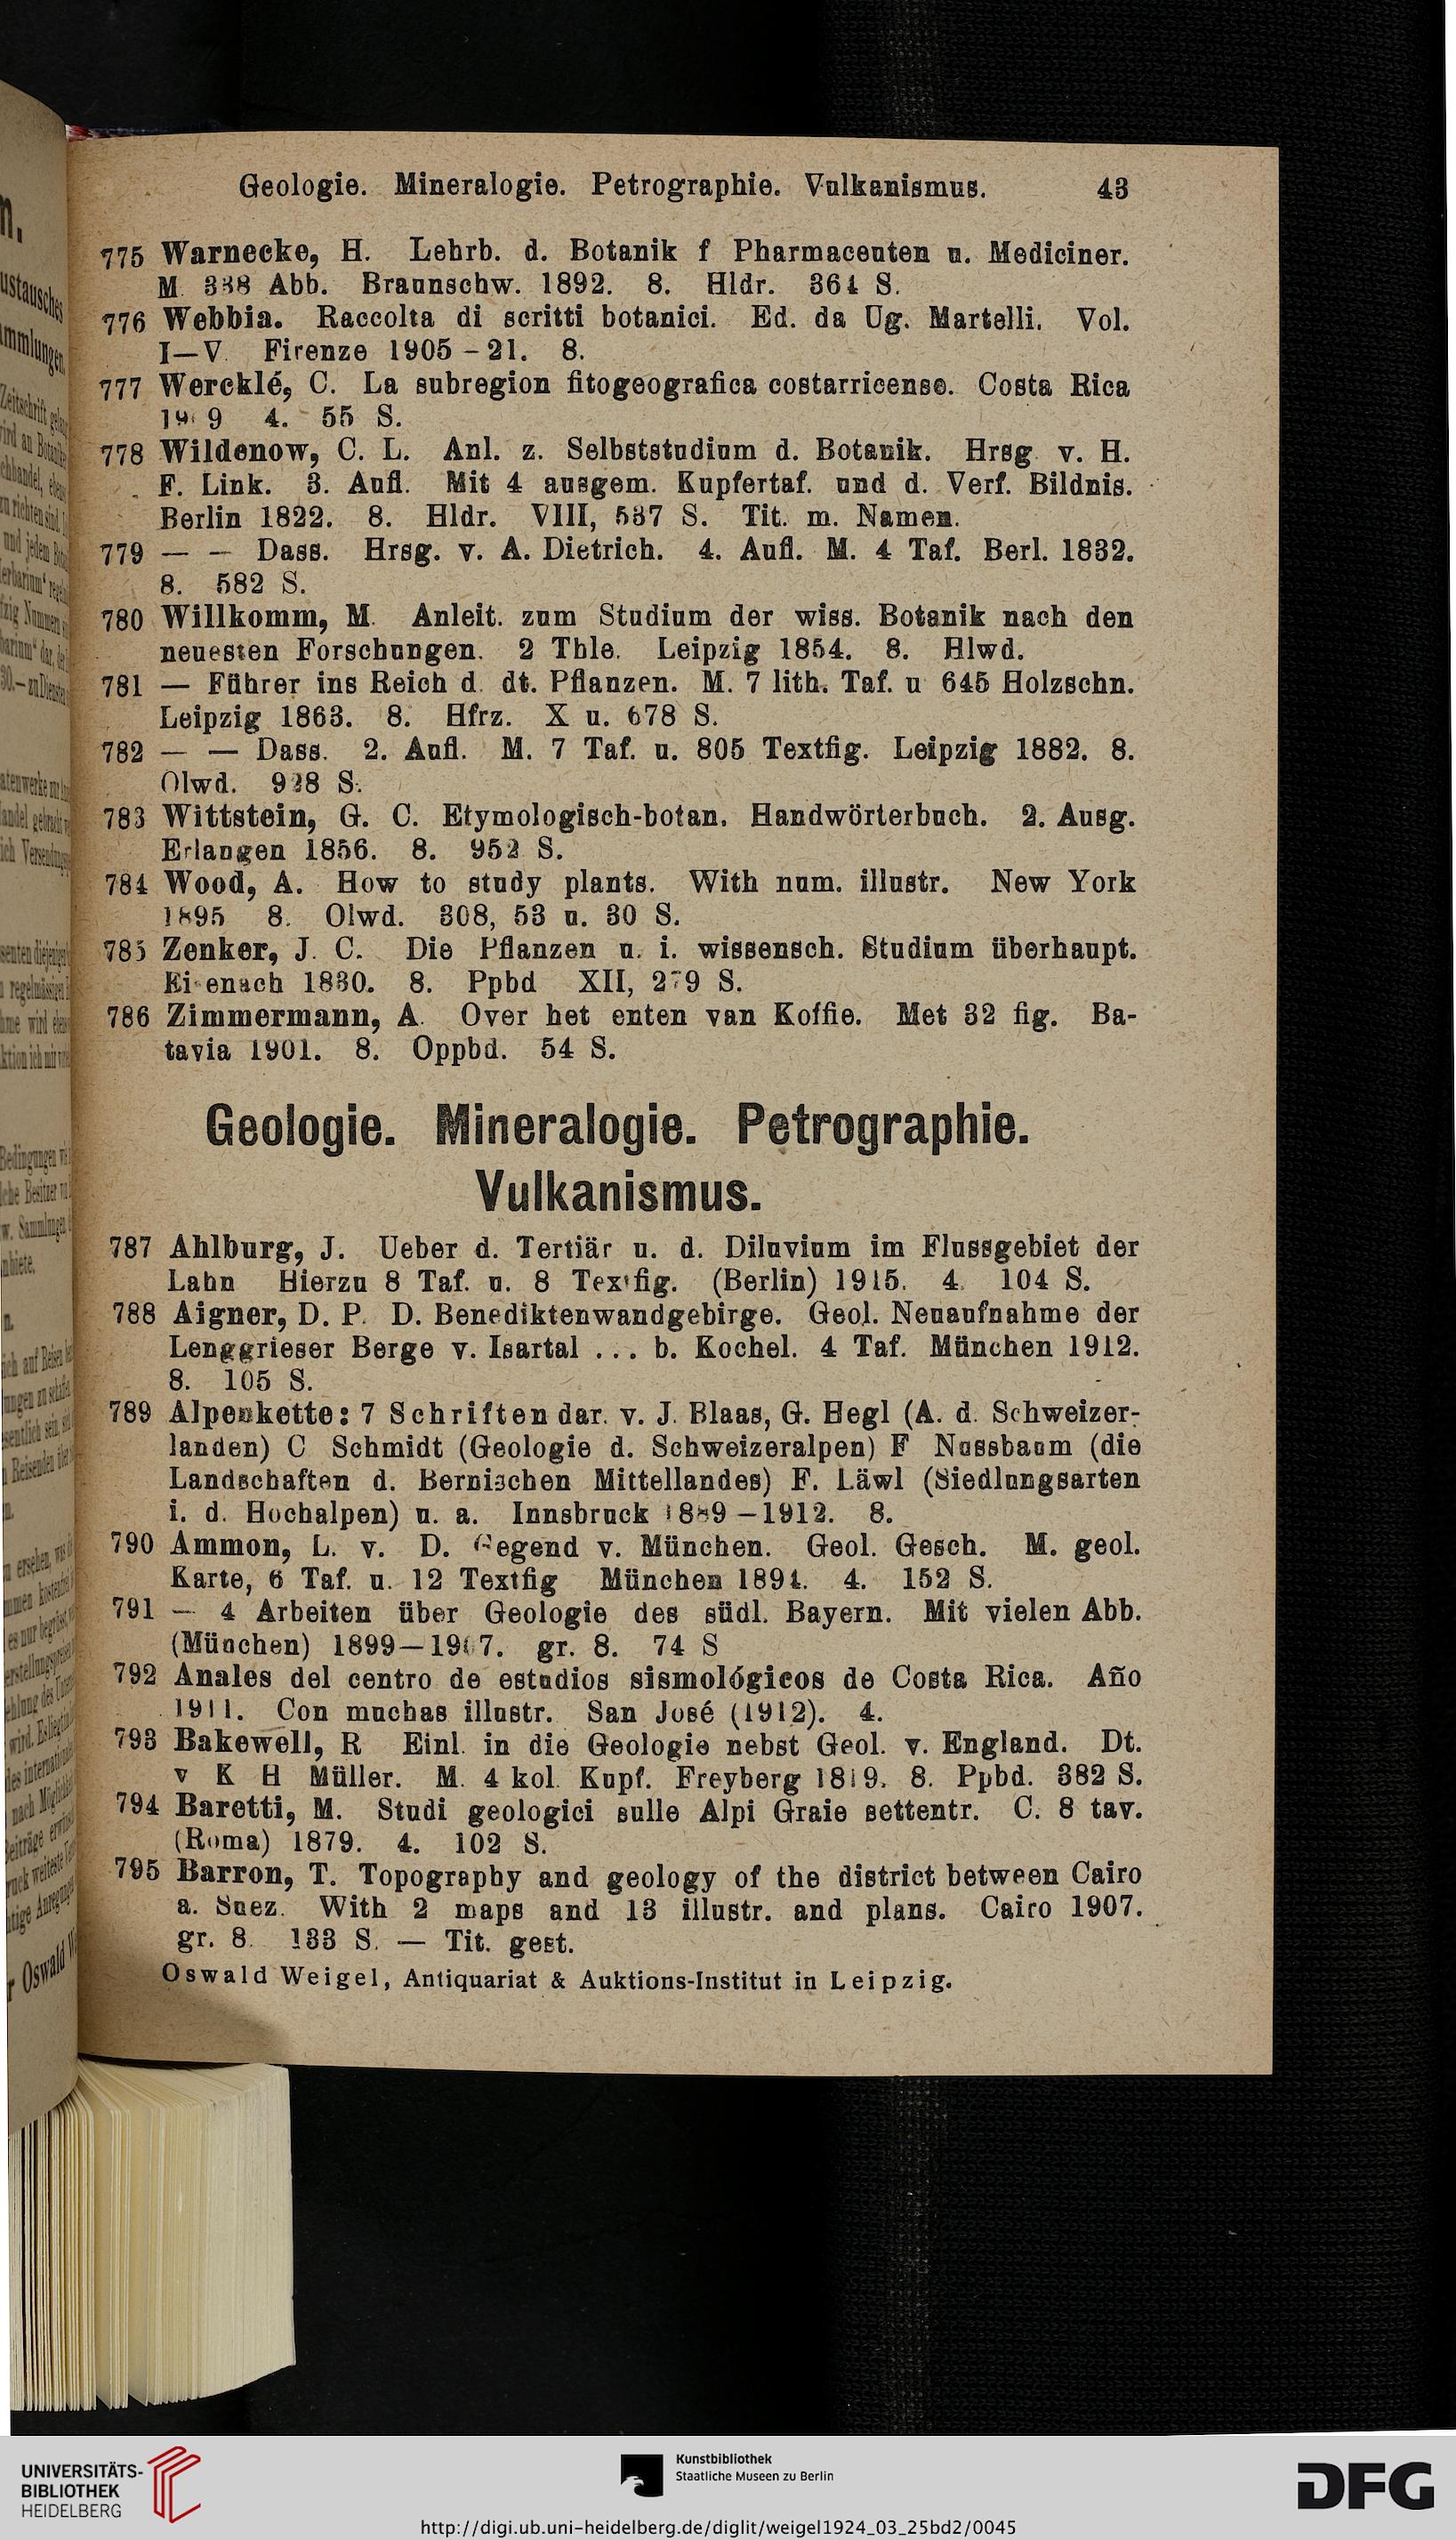 Geologie. Mineralogie. Petrographie. Vulkanismus. 43
775 Warnecke, H. Lehrb. d. Botanik f Pharmaceuten u. Mediciner.
M 338 Abb. Braunschw. 1892. 8. Hldr. 364 S.
776 Webbia. Raccolta di scritti botanici. Ed. da Ug. Martelli. Vol.
I—V. Firenze 1905–21. 8.
777 Wercklé, C. La subregion fitogeografica costarricense. Costa Rica
4. 55 S.
778 Wildenow, C. L. Anl. z. Selbststudium d. Botanik. Hrsg v. H.
F. Link. 3. Aufl. Mit 4 ausgem. Kupfertaf. und d. Verf. Bildnis.
Berlin 1822. 8. Hldr. VIII, 537 S. Tit. m. Namen.
779 — — Dass. Hrsg. v. A. Dietrich. 4. Aufl. M. 4 Taf. Berl. 1832.
8. 582 S.
780 Willkomm, M. Anleit. zum Studium der wiss. Botanik nach den
neuesten Forschungen. 2 Thle. Leipzig 1854. 8. Hlwd.
781 — Führer ins Reich d. dt. Pflanzen. M. 7 lith. Taf. u 645 Holzschn.
Leipzig 1863. 8. Hfrz. X u. 678 S.
782 — — Dass. 2. Aufl. M. 7 Taf. u. 805 Textfig. Leipzig 1882. 8.
Olwd. 928 S.
783 Wittstein, G. C. Etymologisch-botan. Handwörterbuch. 2. Ausg.
Erlangen 1856. 8. 952 S.
784 Wood, A. How to study plants. With num. illustr. New York
1895 8. Olwd. 308, 53 u. 30 S.
785 Zenker, J. C. Die Pflanzen u. i. wissensch. Studium überhaupt.
Eisenach 1830. 8. Ppbd XII, 279 S.
786 Zimmermann, A. Over het enten van Koffie. Met 32 fig. Ba-
tavia 1901. 8. Oppbd. 54 S.
Geologie. Mineralogie. Petrographie.
Vulkanismus.
787 Ahlburg, J. Ueber d. Tertiär u. d. Diluvium im Flussgebiet der
Lahn Hierzu 8 Taf. u. 8 Textfig. (Berlin) 1915. 4. 104 S.
788 Aigner, D. P. D. Benediktenwandgebirge. Geol. Neuaufnahme der
Lenggrieser Berge v. Isartal ... b. Kochel. 4 Taf. München 1912.
8. 105 S.
789 Alpenkette: 7 Schriften dar. v. J. Blaas, G. Hegl (A. d. Schweizer-
landen) C Schmidt (Geologie d. Schweizeralpen) F Nussbaum (die
Landschaften d. Bernischen Mittellandes) F. Läwl (Siedlungsarten
i. d. Hochalpen) u. a. Innsbruck 1889–1912. 8.
790 Ammon, L. v. D. Gegend v. München. Geol. Gesch. M. geol.
Karte, 6 Taf. u. 12 Textfig München 1894. 4. 152 S.
791 — 4 Arbeiten über Geologie des südl. Bayern. Mit vielen Abb.
(München) 1899—1907. gr. 8. 74 S
792 Anales del centro de estudios sismológicos de Costa Rica. Año
1911. Con muchas illustr. San José (1912). 4.
793 Bakewell, R Einl. in die Geologie nebst Geol. v. England. Dt.
v K H Müller. M. 4 kol. Kupf. Freyberg 1819. 8. Ppbd. 382 S.
794 Baretti, M. Studi geologici sulle Alpi Graie settentr. C. 8 tav.
(Roma) 1879. 4. 102 S.
795 Barron, T. Topography and geology of the district between Cairo
a. Suez. With 2 maps and 13 illustr. and plans. Cairo 1907.
gr. 8. 133 S. — Tit. gest.
Oswald Weigel, Antiquariat & Auktions-Institut in Leipzig.
UNIVERSITÄTS-
BIBLIOTHEK
HEIDELBERG
Kunstbibliothek
Staatliche Museen zu Berlin
DFG
http://digi.ub.uni-heidelberg.de/diglit/weigel1924_03_25bd2/0045